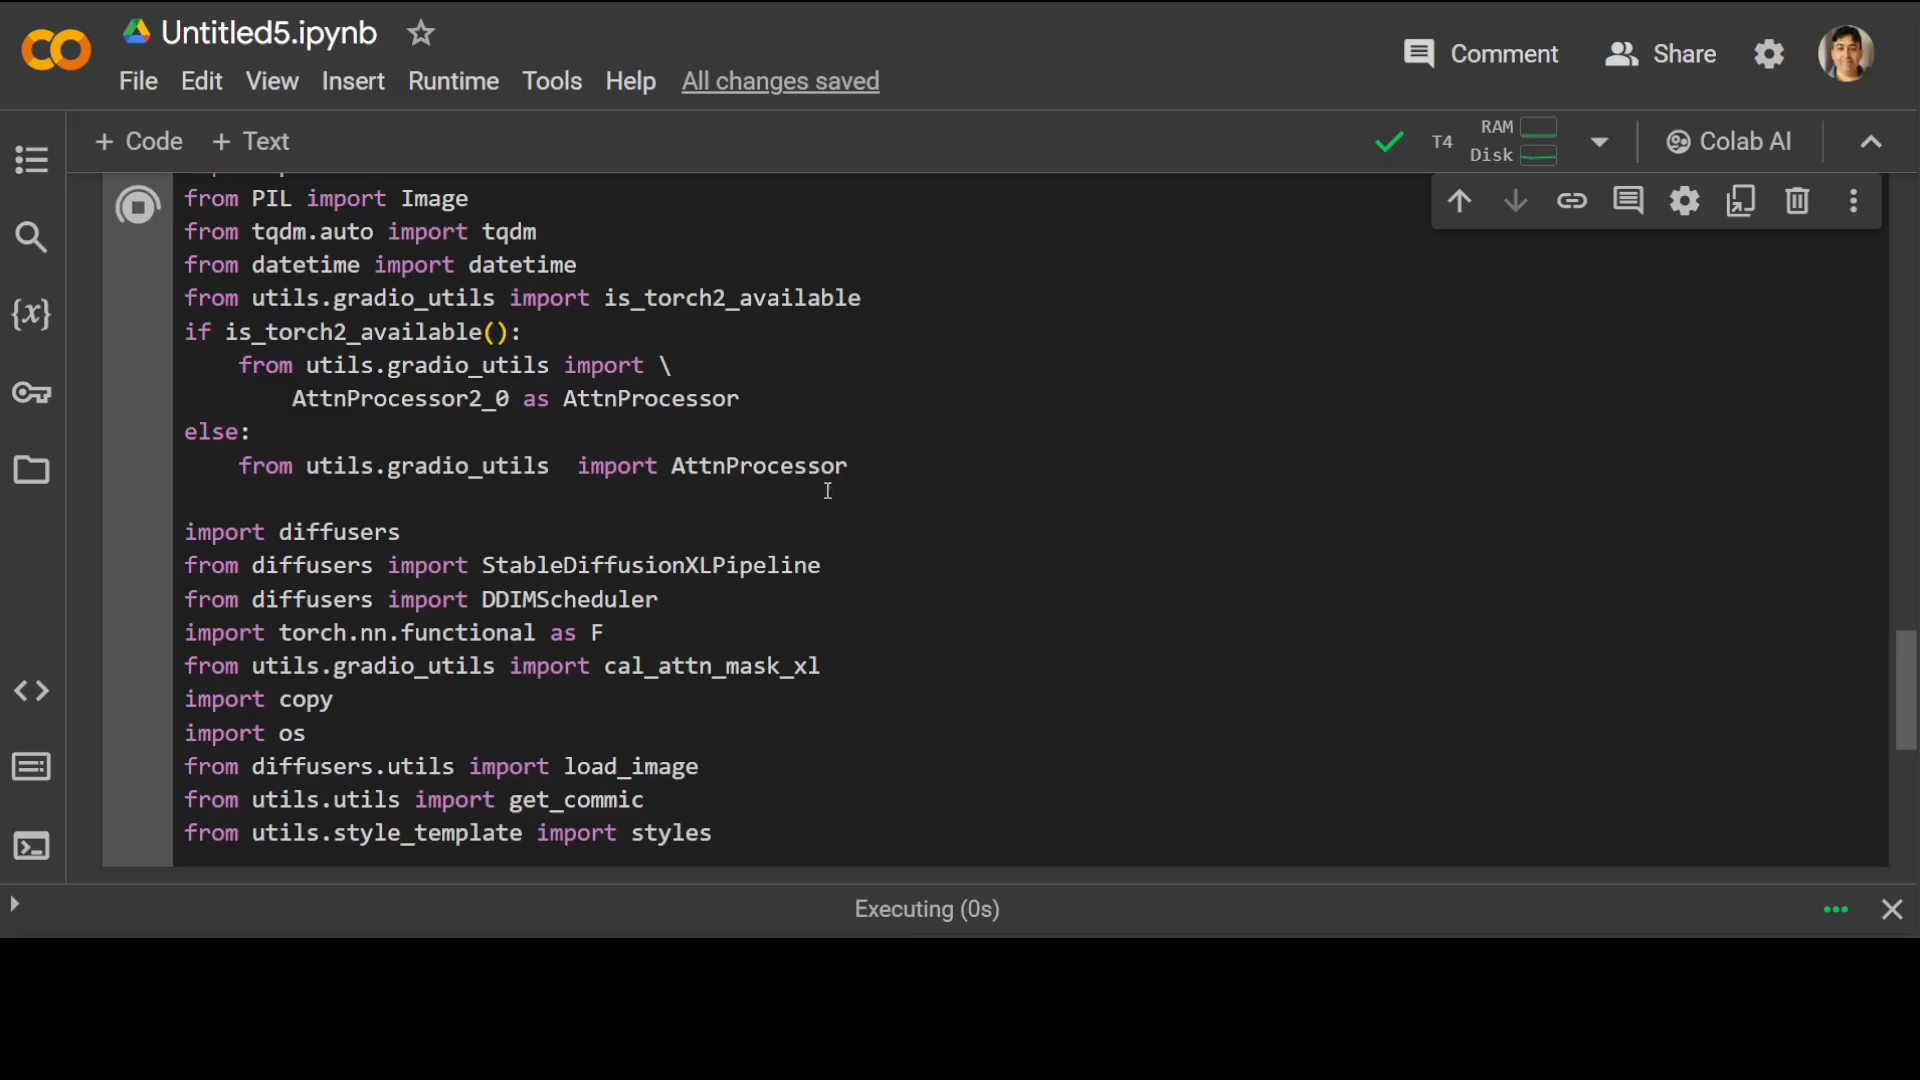 Untitled5.ipynb
Comment
Share
File Edit View Insert Runtime Tools Help All changes saved
+ Code + Text
T4
RAM
Disk
Colab AI
from PIL import Image
from tqdm.auto import tqdm
from datetime import datetime
from utils.gradio_utils import is_torch2_available
if is_torch2_available():
    from utils.gradio_utils import \
        AttnProcessor2_0 as AttnProcessor
else:
    from utils.gradio_utils  import AttnProcessor
import diffusers
from diffusers import StableDiffusionXLPipeline
from diffusers import DDIMScheduler
import torch.nn.functional as F
from utils.gradio_utils import cal_attn_mask_xl
import copy
import os
from diffusers.utils import load_image
from utils.utils import get_commic
from utils.style_template import styles
Executing (0s)